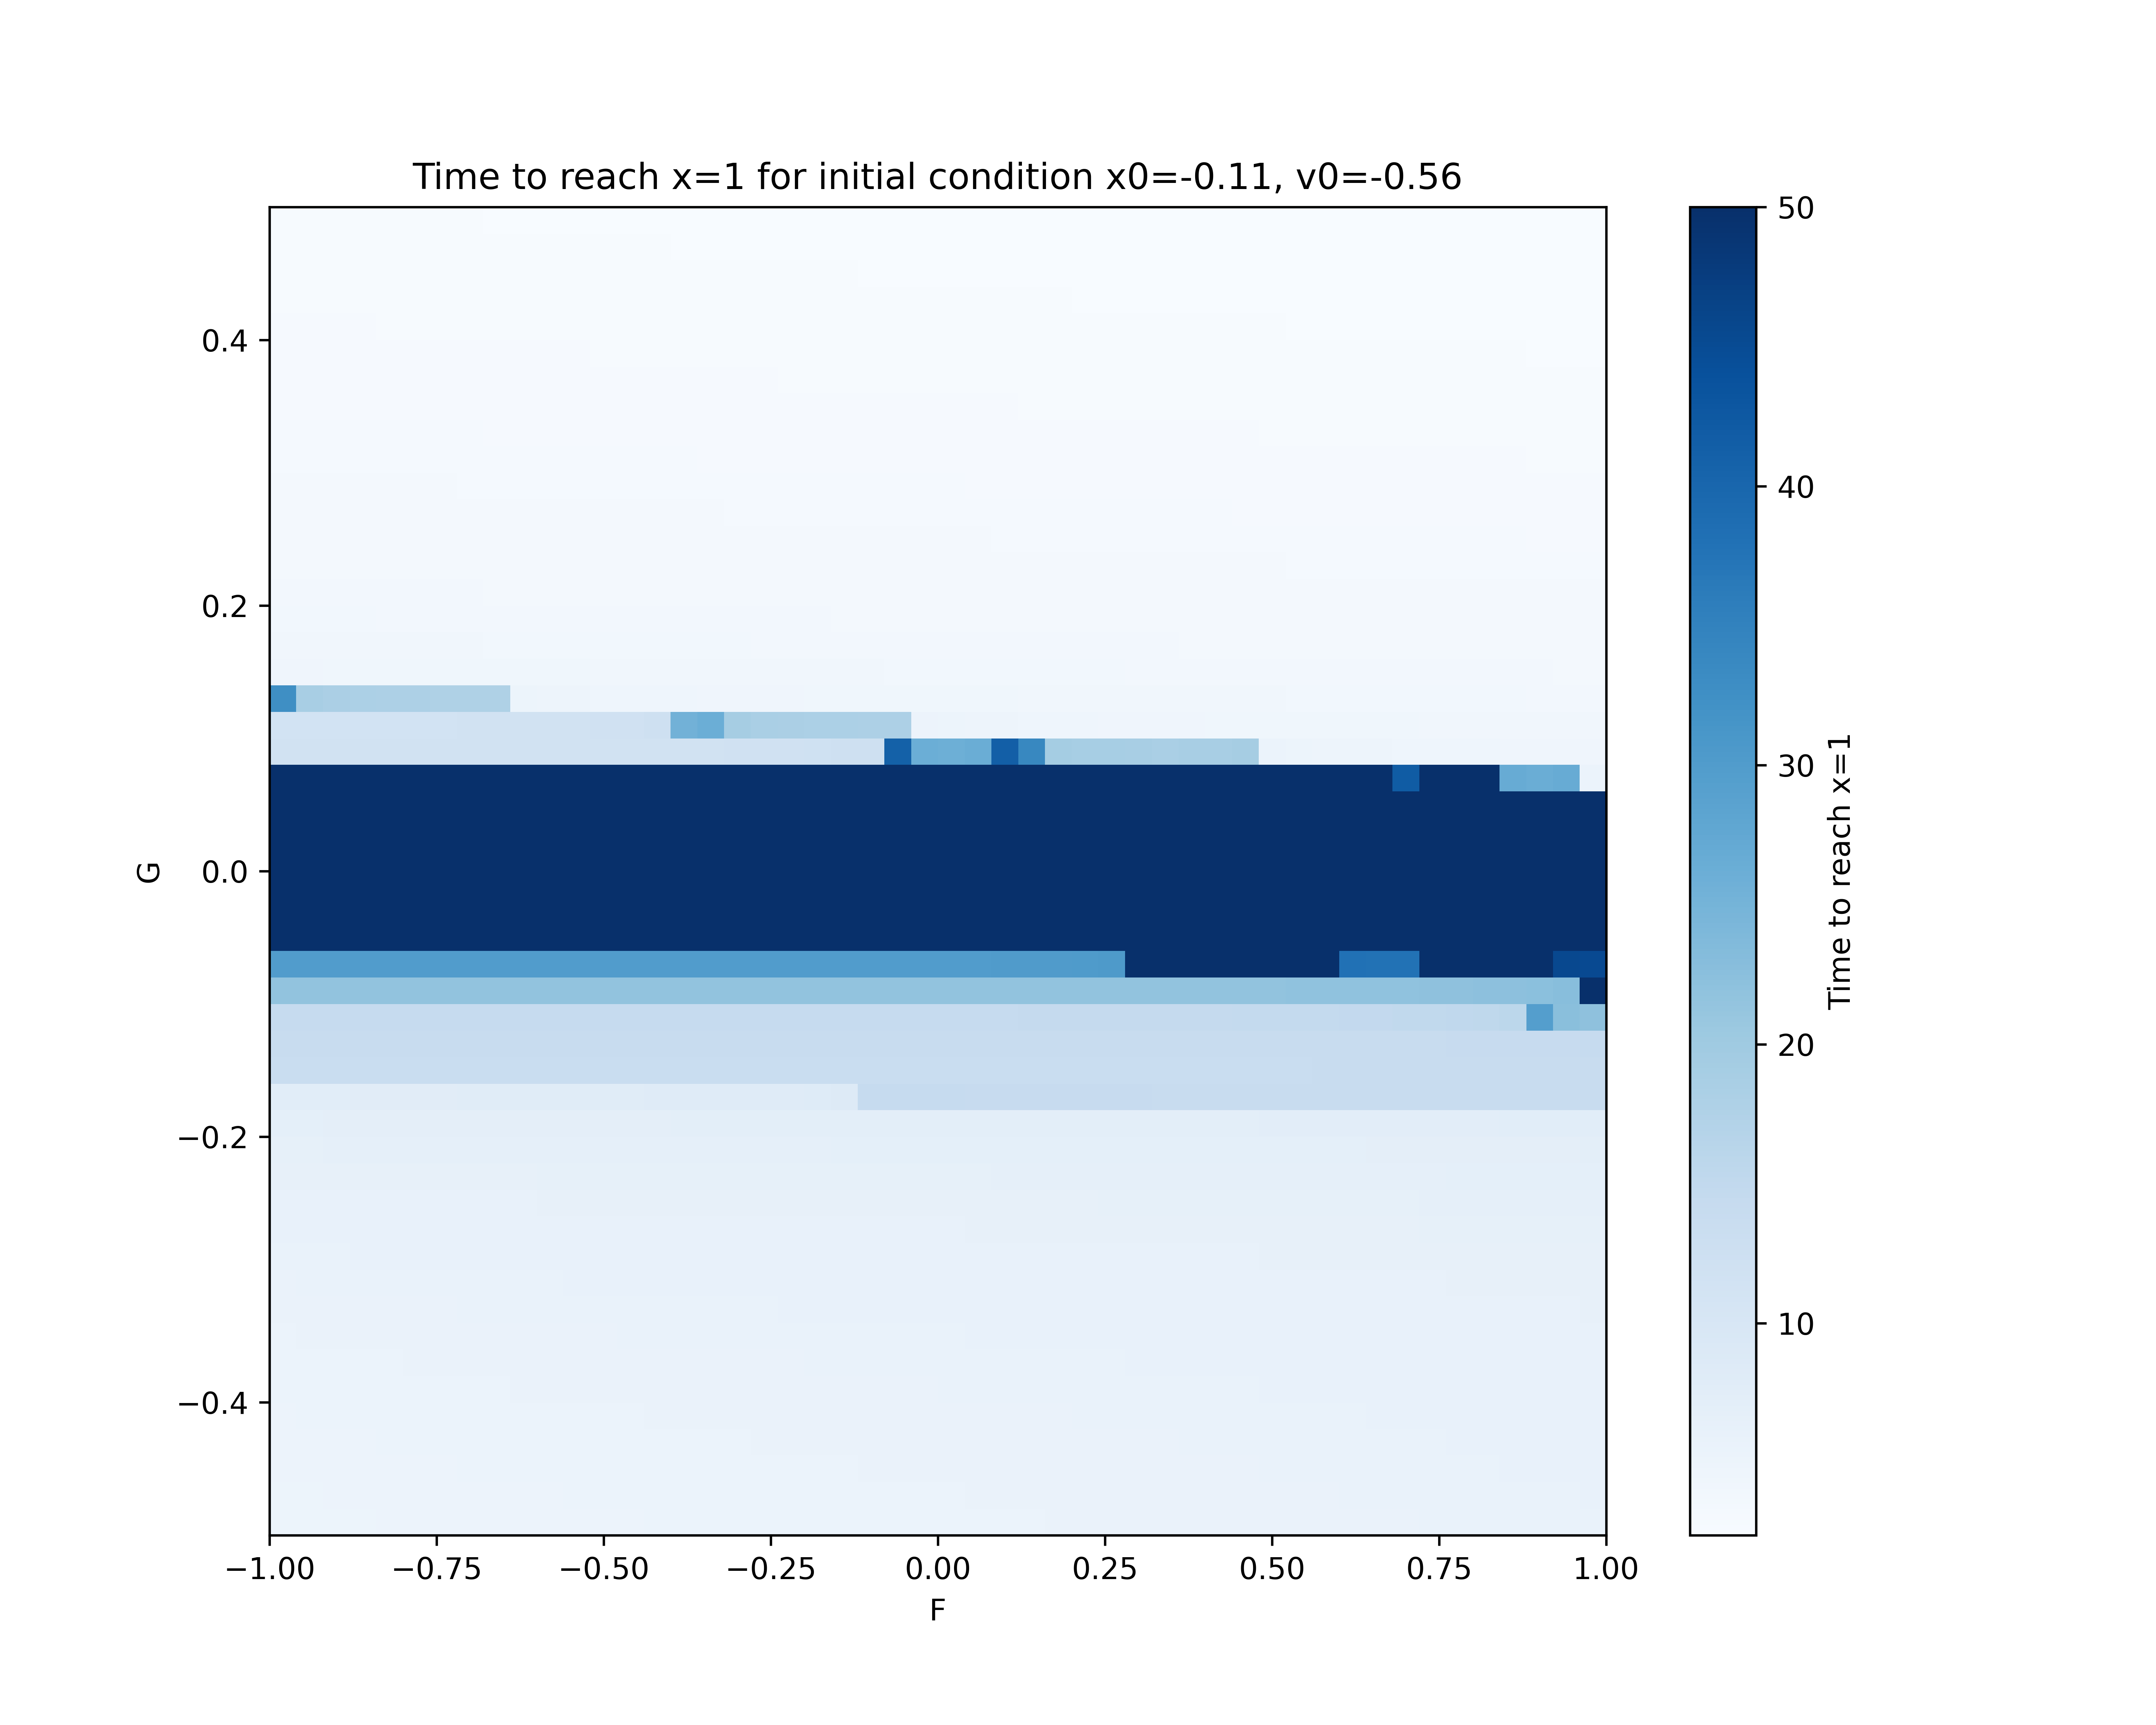 Time to reach x=1 for initial condition x0=-0.11, v0=-0.56
0.4
0.2
0.0
−0.2
−0.4
G
−1.00 −0.75 −0.50 −0.25 0.00 0.25 0.50 0.75 1.00
F
50
40
30
20
10
Time to reach x=1